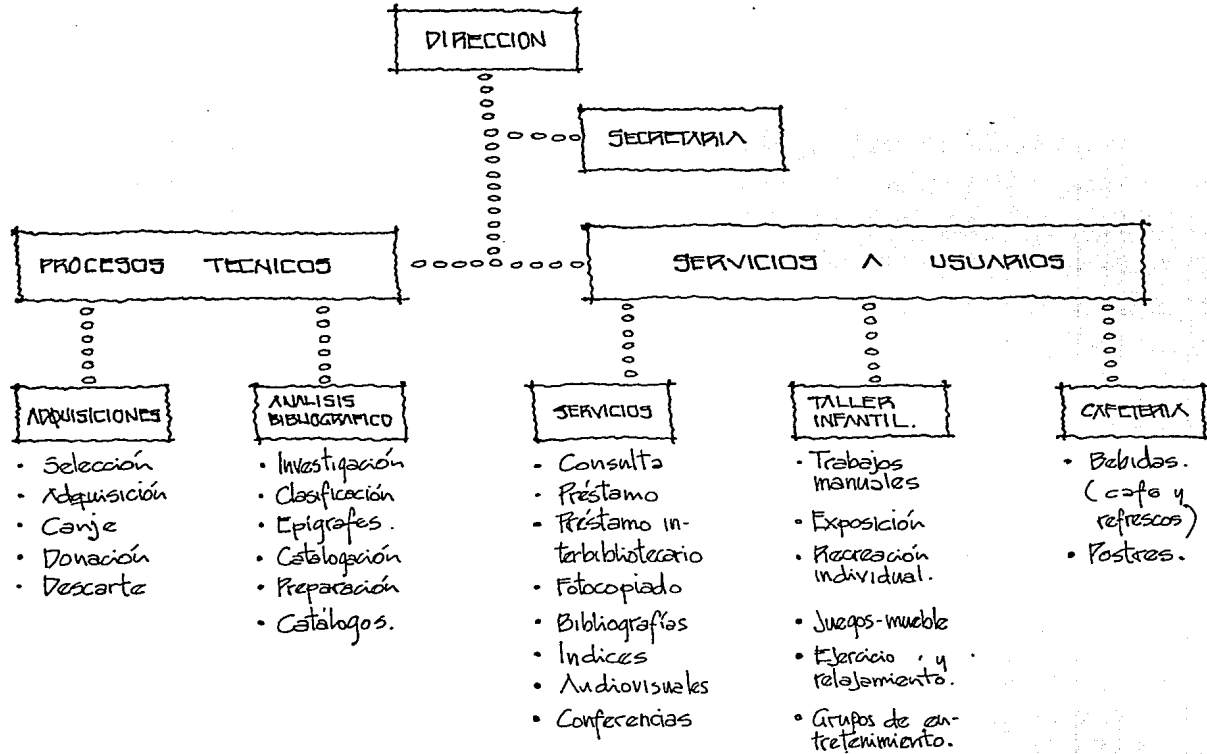 DIRECCION
SECRETARIA
PROCESOS TECNICOS
SERVICIOS A USUARIOS
ADQUISICIONES
• Selección
• Adquisición
• Canje
• Donación
• Descarte
ANALISIS
BIBLIOGRAFICO
• Investigación
• Clasificación
• Epígrafes.
• Catalogación
• Preparación
• Catálogos.
SERVICIOS
• Consulta
• Préstamo
• Préstamo in-
terbibliotecario
• Fotocopiado
• Bibliografías
• Indices
• Audiovisuales
• Conferencias
TALLER
INFANTIL.
• Trabajos
manuales
• Exposición
• Recreación
individual.
• Juegos-mueble
• Ejercicio y
relajamiento.
• Grupos de en-
tretenimiento.
CAFETERIA
• Bebidas.
(cafe y
refrescos)
• Postres.